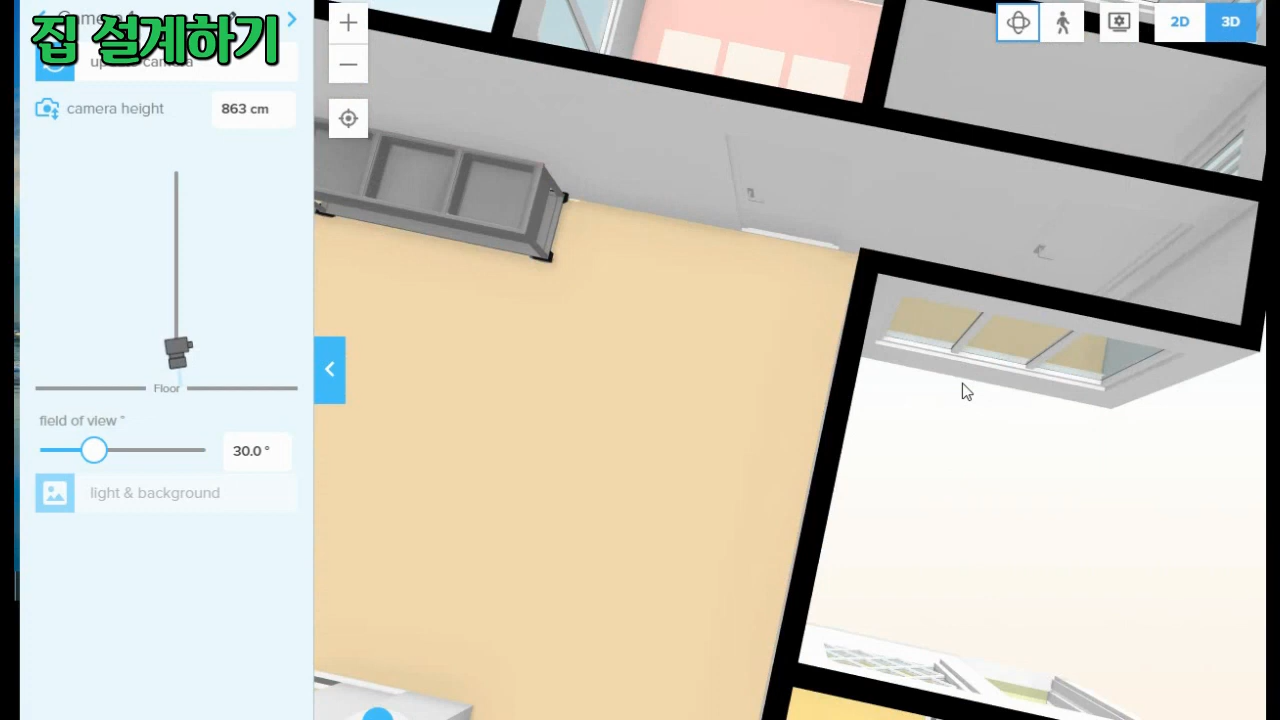 집 설계하기
camera height
863 cm
Floor
field of view °
30.0 °
light & background
2D
3D